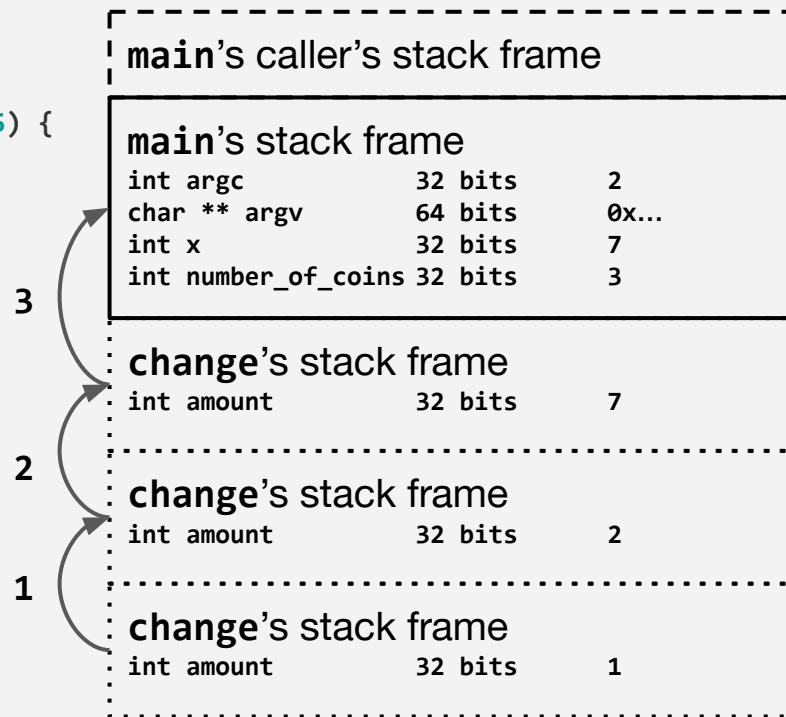 main's caller's stack frame
5) {
main's stack frame
int argc 32 bits 2
char ** argv 64 bits 0x…
int x 32 bits 7
int number_of_coins 32 bits 3
3
change's stack frame
int amount 32 bits 7
2
change's stack frame
int amount 32 bits 2
1
change's stack frame
int amount 32 bits 1